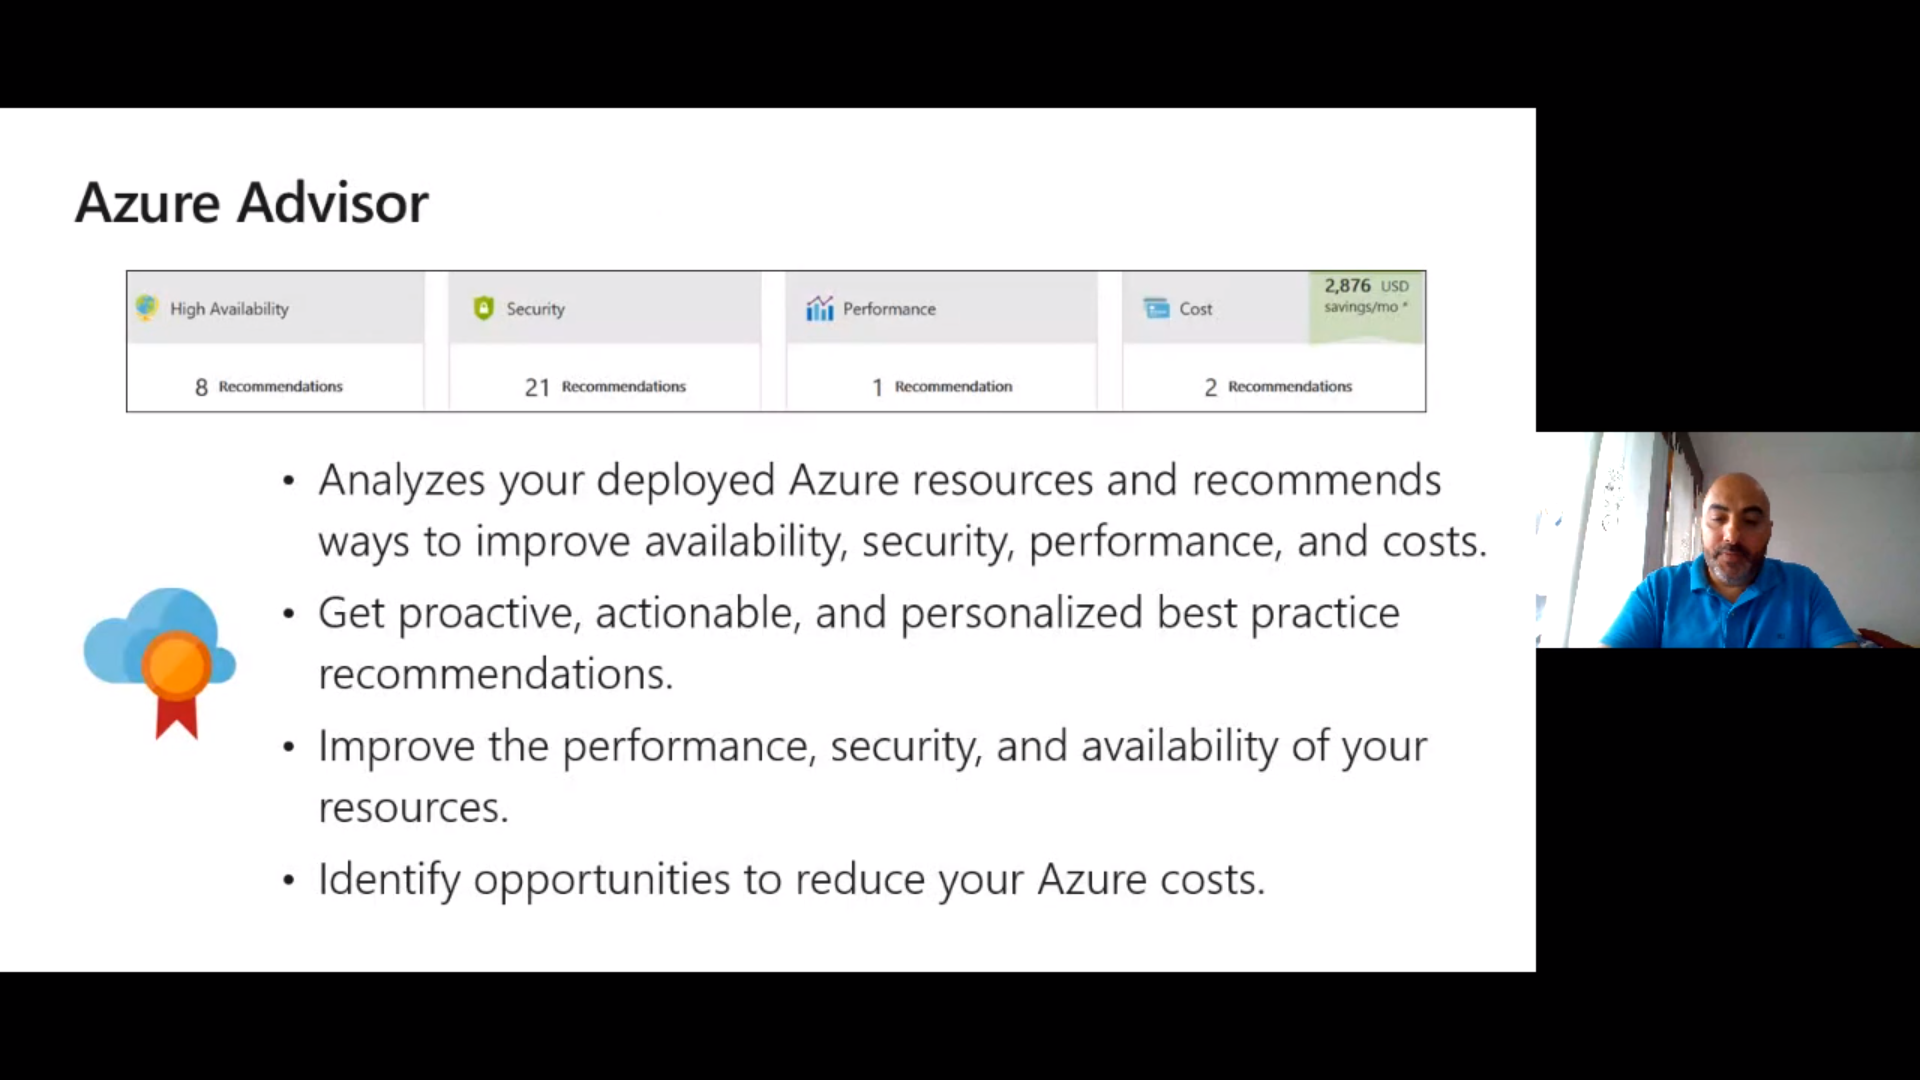 Azure Advisor
High Availability
8 Recommendations
Security
21 Recommendations
Performance
1 Recommendation
Cost
2,876 USD
savings/mo *
2 Recommendations
• Analyzes your deployed Azure resources and recommends
ways to improve availability, security, performance, and costs.
• Get proactive, actionable, and personalized best practice
recommendations.
• Improve the performance, security, and availability of your
resources.
• Identify opportunities to reduce your Azure costs.